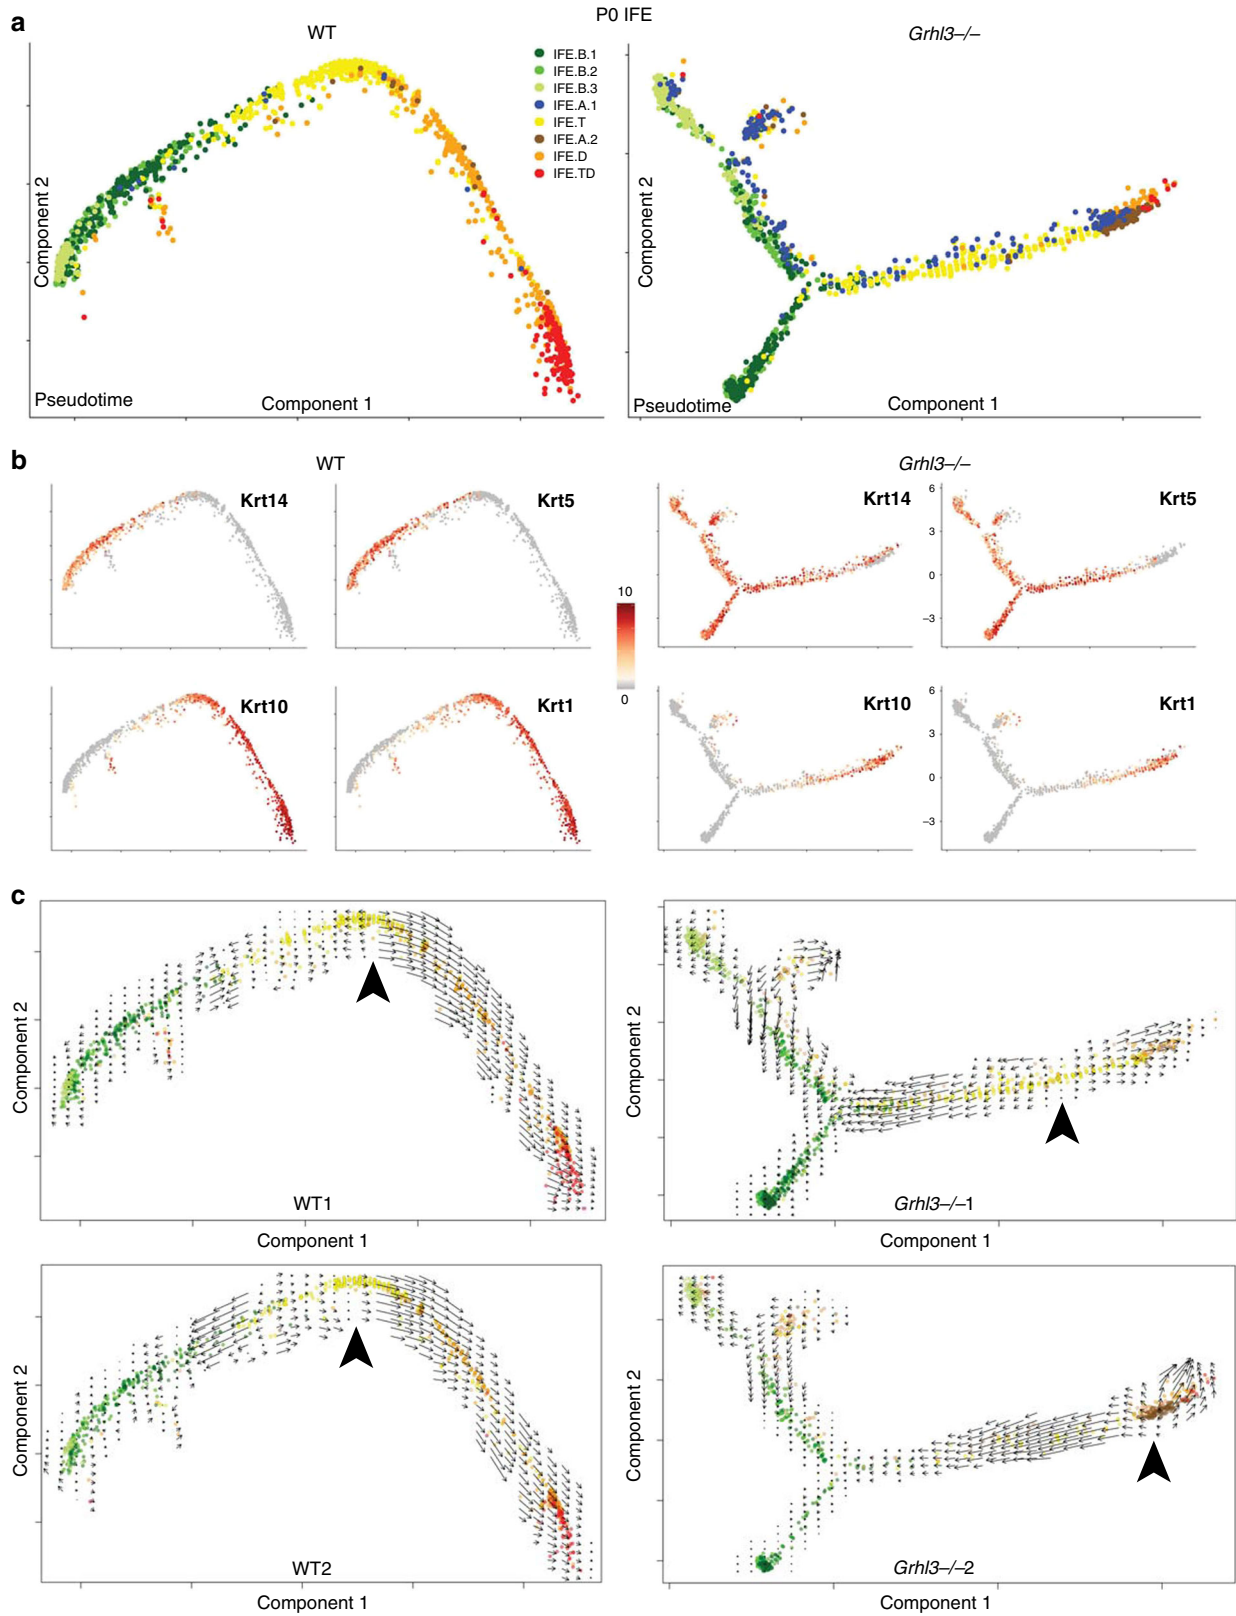 P0 IFE
a
WT
Grhl3–/–
IFE.B.1
IFE.B.2
IFE.B.3
IFE.A.1
IFE.T
IFE.A.2
IFE.D
IFE.TD
Component 2
Pseudotime
Component 1
Component 2
Pseudotime
Component 1
b
WT
Grhl3–/–
Krt14
Krt5
10
0
Krt14
6
3
0
–3
Krt5
Krt10
Krt1
Krt10
6
3
0
–3
Krt1
c
Component 2
WT1
Component 1
Component 2
Grhl3–/–1
Component 1
Component 2
WT2
Component 1
Component 2
Grhl3–/–2
Component 1